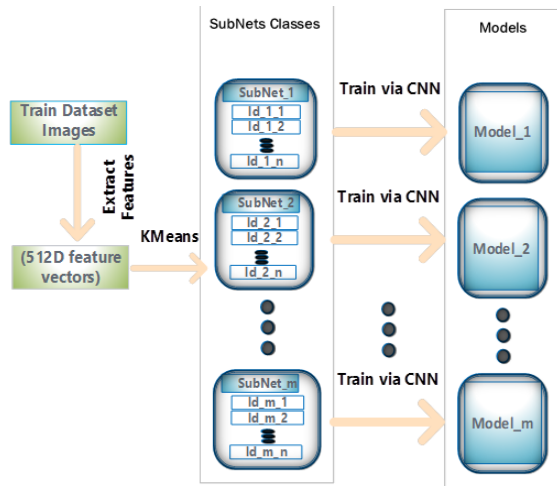 SubNets Classes
Models
Train Dataset
Images
Extract
Features
(512D feature
vectors)
KMeans
SubNet_1
Id_1_1
Id_1_2
Id_1_n
Train via CNN
Model_1
SubNet_2
Id_2_1
Id_2_2
Id_2_n
Train via CNN
Model_2
SubNet_m
Id_m_1
Id_m_2
Id_m_n
Train via CNN
Model_m